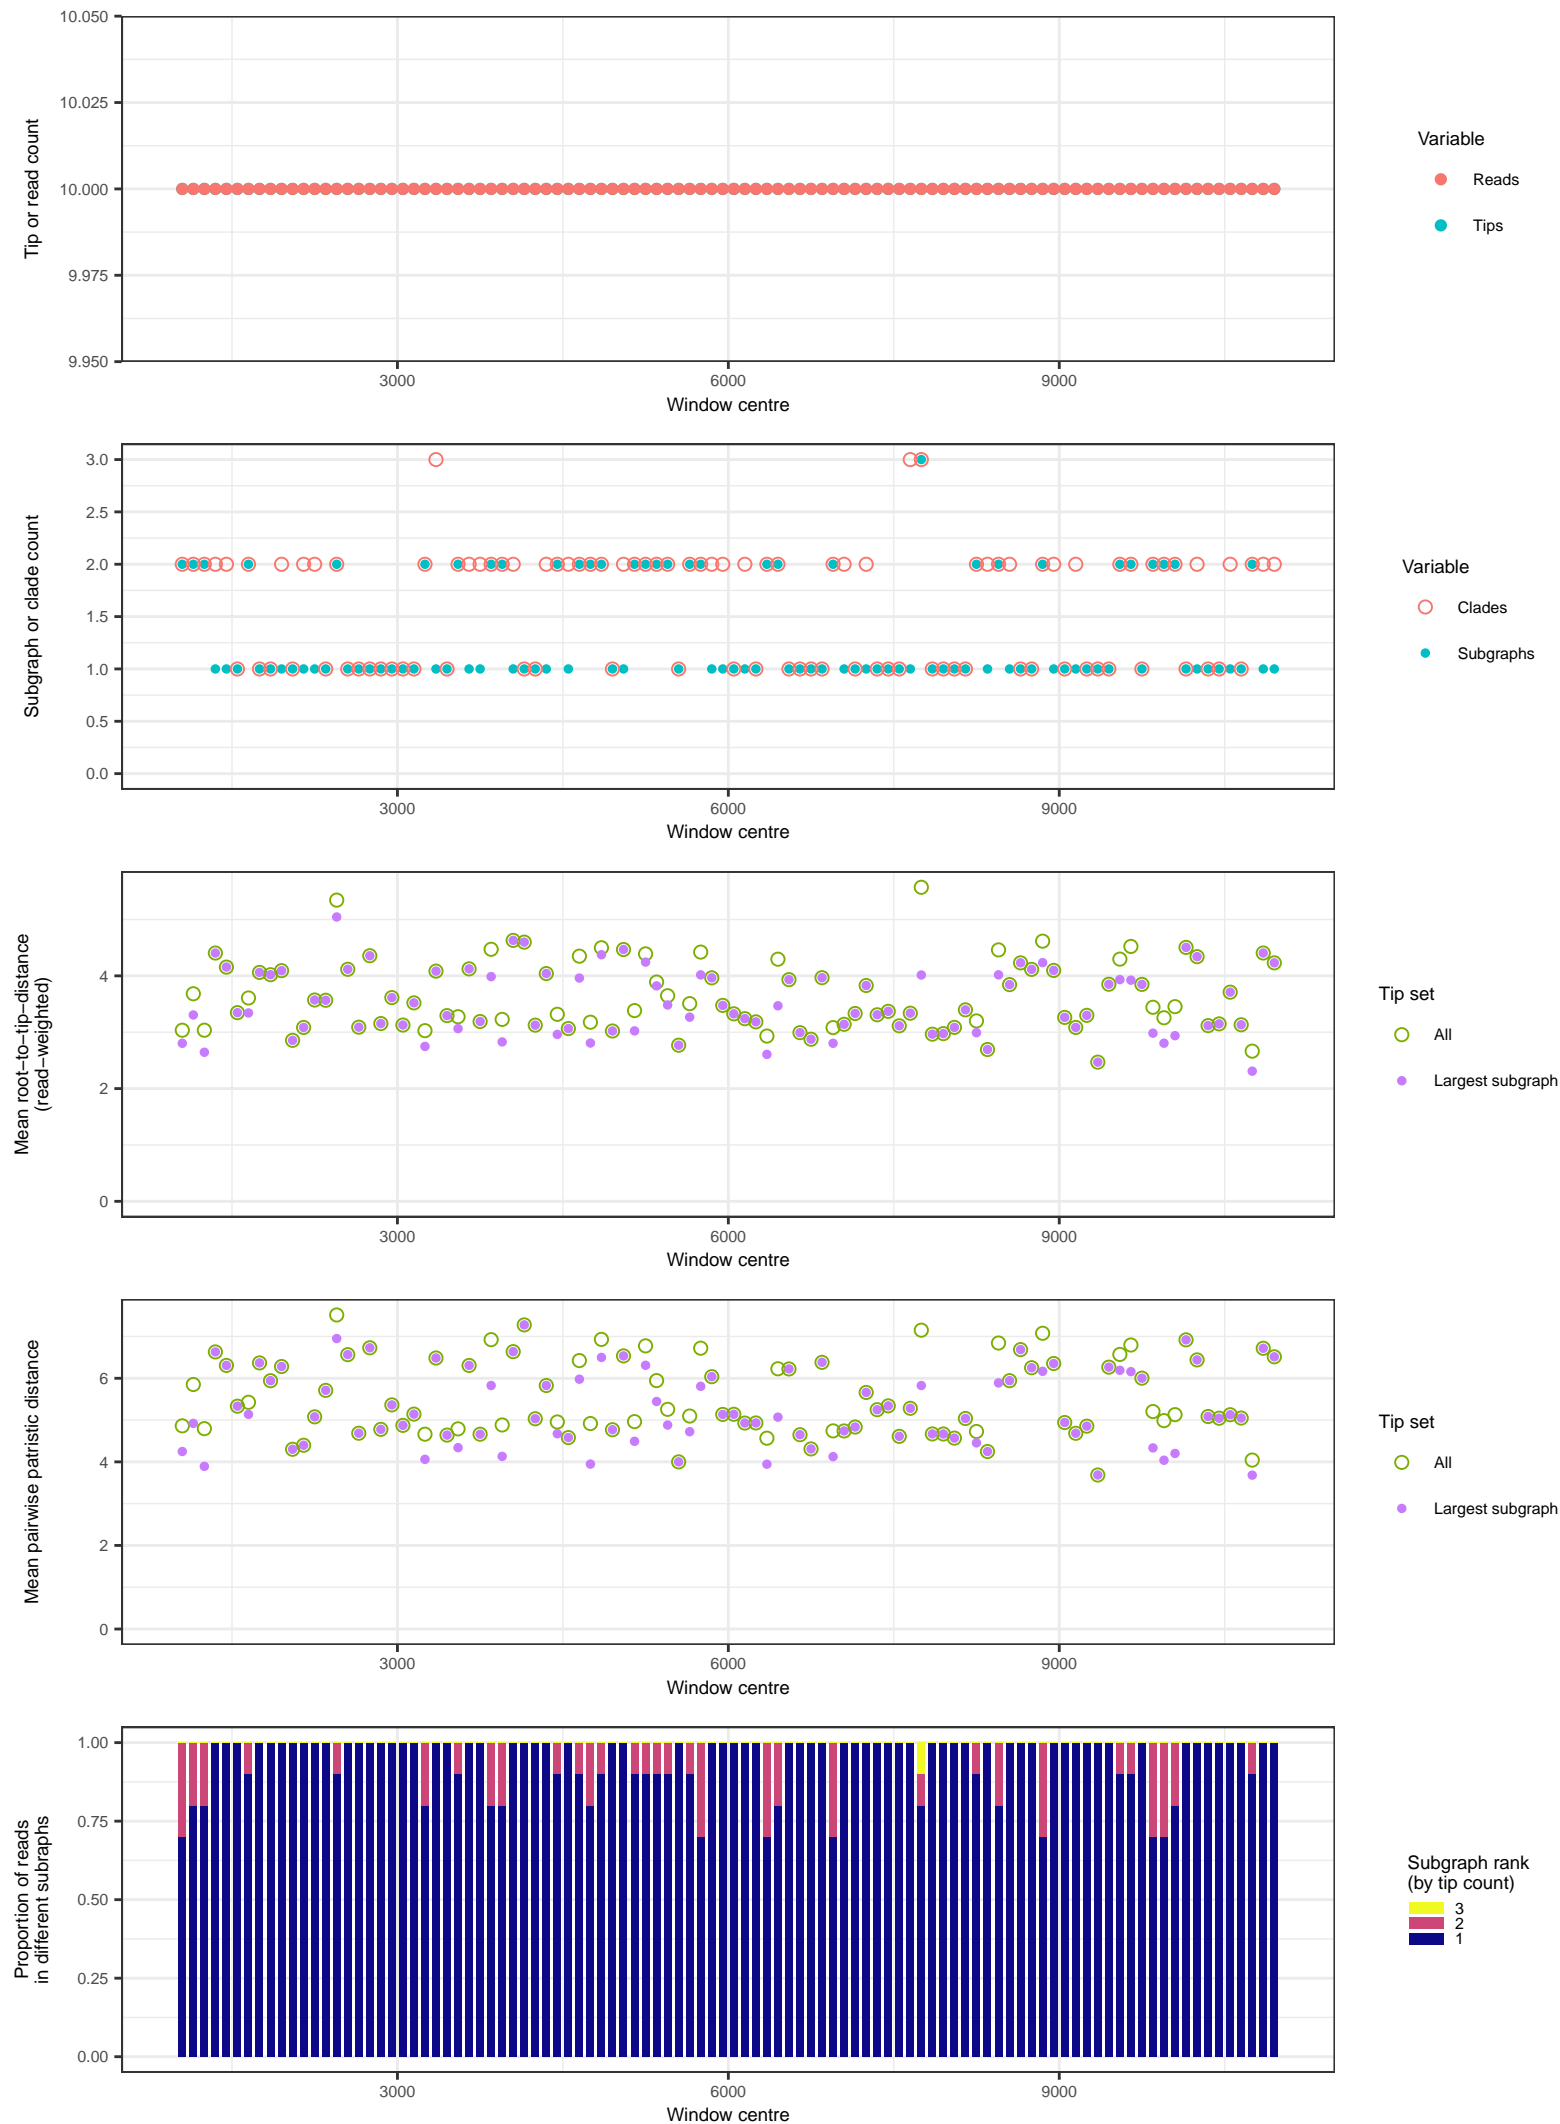 10.050
10.025
10.000
9.975
9.950
Tip or read count
3000
6000
9000
Window centre
Variable
Reads
Tips
3.0
2.5
2.0
1.5
1.0
0.5
0.0
Subgraph or clade count
3000
6000
9000
Window centre
Variable
Clades
Subgraphs
4
2
0
Mean root−to−tip−distance
(read−weighted)
3000
6000
9000
Window centre
Tip set
All
Largest subgraph
6
4
2
0
Mean pairwise patristic distance
3000
6000
9000
Window centre
Tip set
All
Largest subgraph
1.00
0.75
0.50
0.25
0.00
Proportion of reads
in different subraphs
3000
6000
9000
Window centre
Subgraph rank
(by tip count)
3
2
1